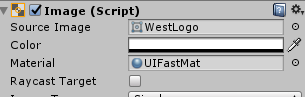 Image (Script)
Source Image WestLogo
Color
Material UIFastMat
Raycast Target